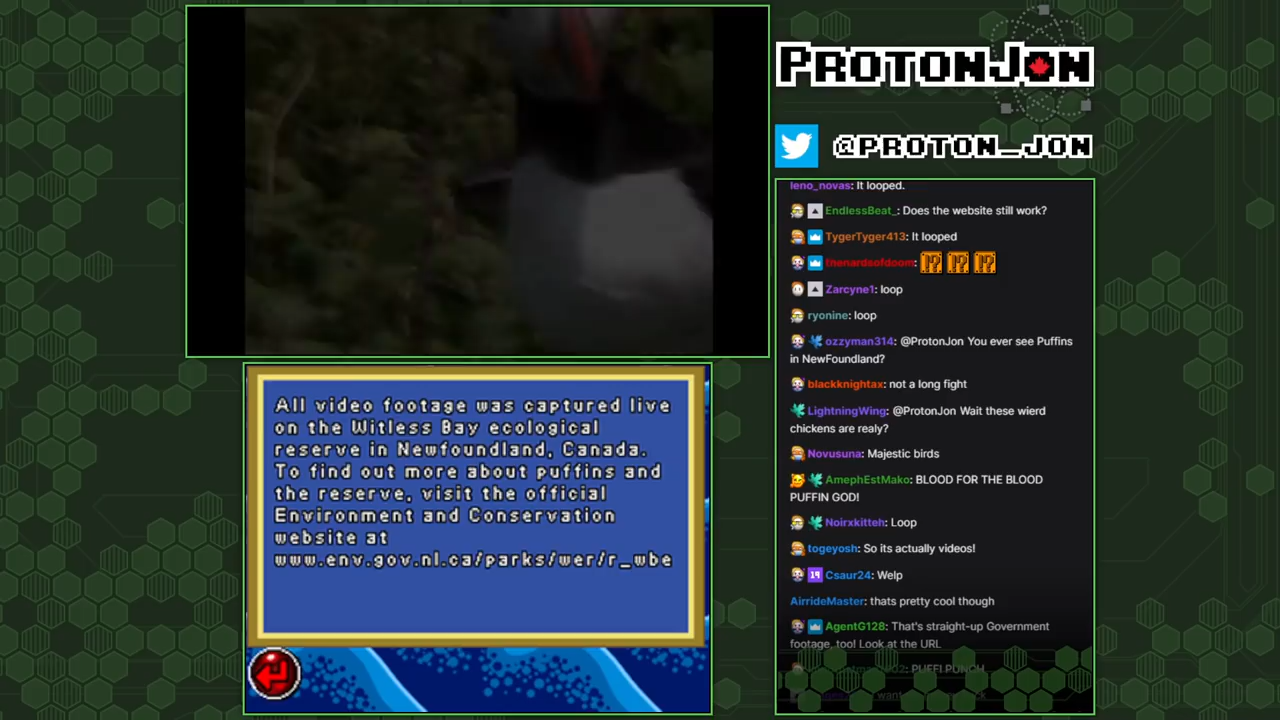 PROTONJON
@PROTON_JON
leno_novas: It looped.
EndlessBeat_: Does the website still work?
TygerTyger413: It looped
thenardsofdoom:
Zarcyne1: loop
ryonine: loop
ozzyman314: @ProtonJon You ever see Puffins
in NewFoundland?
blackknightax: not a long fight
LightningWing: @ProtonJon Wait these wierd
chickens are realy?
Novusuna: Majestic birds
AmephEstMako: BLOOD FOR THE BLOOD
PUFFIN GOD!
Noirxkitteh: Loop
togeyosh: So its actually videos!
Csaur24: Welp
AirrideMaster: thats pretty cool though
AgentG128: That's straight-up Government
footage, too! Look at the URL
PUFFI PUNCH
All video footage was captured live
on the Witless Bay ecological
reserve in Newfoundland, Canada.
To find out more about puffins and
the reserve, visit the official
Environment and Conservation
website at
www.env.gov.nl.ca/parks/wer/r_wbe